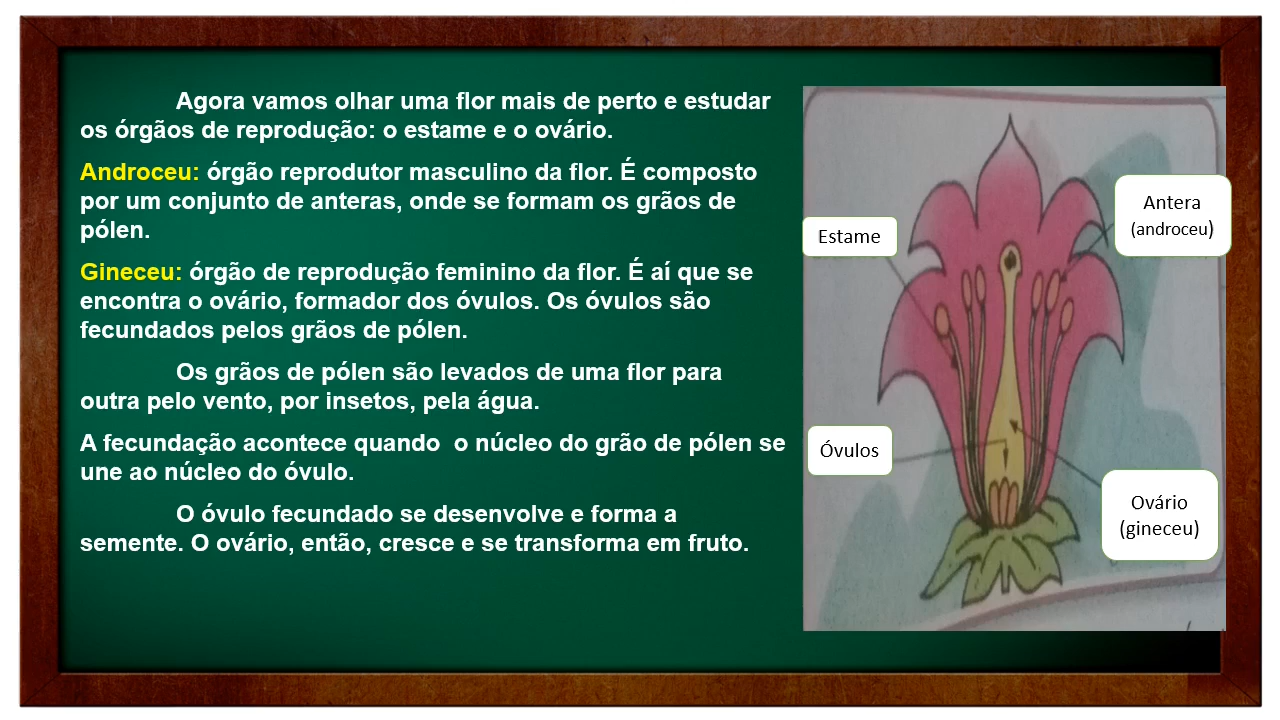 Agora vamos olhar uma flor mais de perto e estudar
os órgãos de reprodução: o estame e o ovário.
Androceu: órgão reprodutor masculino da flor. É composto
por um conjunto de anteras, onde se formam os grãos de
pólen.
Gineceu: órgão de reprodução feminino da flor. É aí que se
encontra o ovário, formador dos óvulos. Os óvulos são
fecundados pelos grãos de pólen.
Os grãos de pólen são levados de uma flor para
outra pelo vento, por insetos, pela água.
A fecundação acontece quando  o núcleo do grão de pólen se
une ao núcleo do óvulo.
O óvulo fecundado se desenvolve e forma a
semente. O ovário, então, cresce e se transforma em fruto.
Estame
Antera
(androceu)
Óvulos
Ovário
(gineceu)